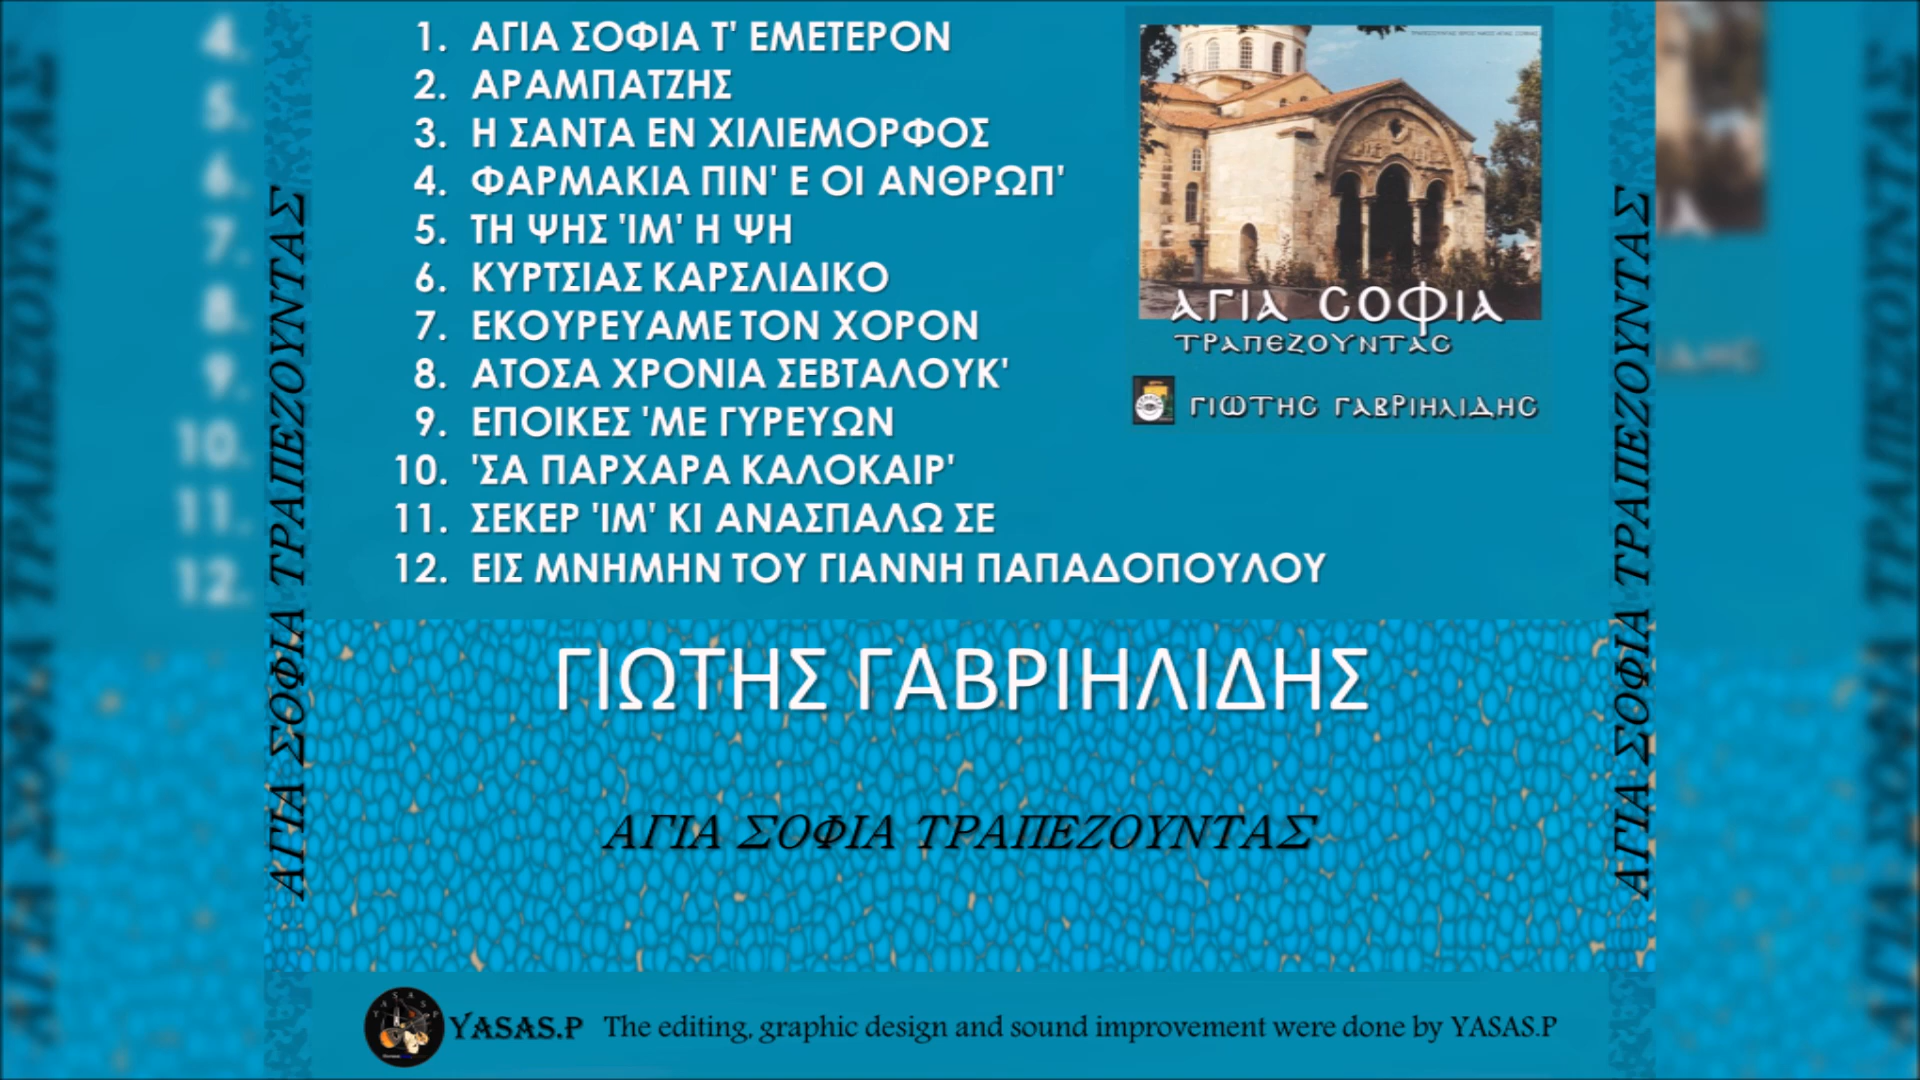 1. ΑΓΙΑ ΣΟΦΙΑ Τ' ΕΜΕΤΕΡΟΝ
2. ΑΡΑΜΠΑΤΖΗΣ
3. Η ΣΑΝΤΑ ΕΝ ΧΙΛΙΕΜΟΡΦΟΣ
4. ΦΑΡΜΑΚΙΑ ΠΙΝ' Ε ΟΙ ΑΝΘΡΩΠ'
5. ΤΗ ΨΗΣ 'ΙΜ' Η ΨΗ
6. ΚΥΡΤΣΙΑΣ ΚΑΡΣΛΙΔΙΚΟ
7. ΕΚΟΥΡΕΥΑΜΕ ΤΟΝ ΧΟΡΟΝ
8. ΑΤΟΣΑ ΧΡΟΝΙΑ ΣΕΒΤΑΛΟΥΚ'
9. ΕΠΟΙΚΕΣ 'ΜΕ ΓΥΡΕΥΩΝ
10. 'ΣΑ ΠΑΡΧΑΡΑ ΚΑΛΟΚΑΙΡ'
11. ΣΕΚΕΡ 'ΙΜ' ΚΙ ΑΝΑΣΠΑΛΩ ΣΕ
12. ΕΙΣ ΜΝΗΜΗΝ ΤΟΥ ΓΙΑΝΝΗ ΠΑΠΑΔΟΠΟΥΛΟΥ
ΑΓΙΑ ΣΟΦΙΑ
ΤΡΑΠΕΖΟΥΝΤΑΣ
ΓΙΩΤΗΣ ΓΑΒΡΙΗΛΙΔΗΣ
ΓΙΩΤΗΣ ΓΑΒΡΙΗΛΙΔΗΣ
ΑΓΙΑ ΣΟΦΙΑ ΤΡΑΠΕΖΟΥΝΤΑΣ
ΑΓΙΑ ΣΟΦΙΑ ΤΡΑΠΕΖΟΥΝΤΑΣ
ΑΓΙΑ ΣΟΦΙΑ ΤΡΑΠΕΖΟΥΝΤΑΣ
YASAS.P The editing, graphic design and sound improvement were done by YASAS.P